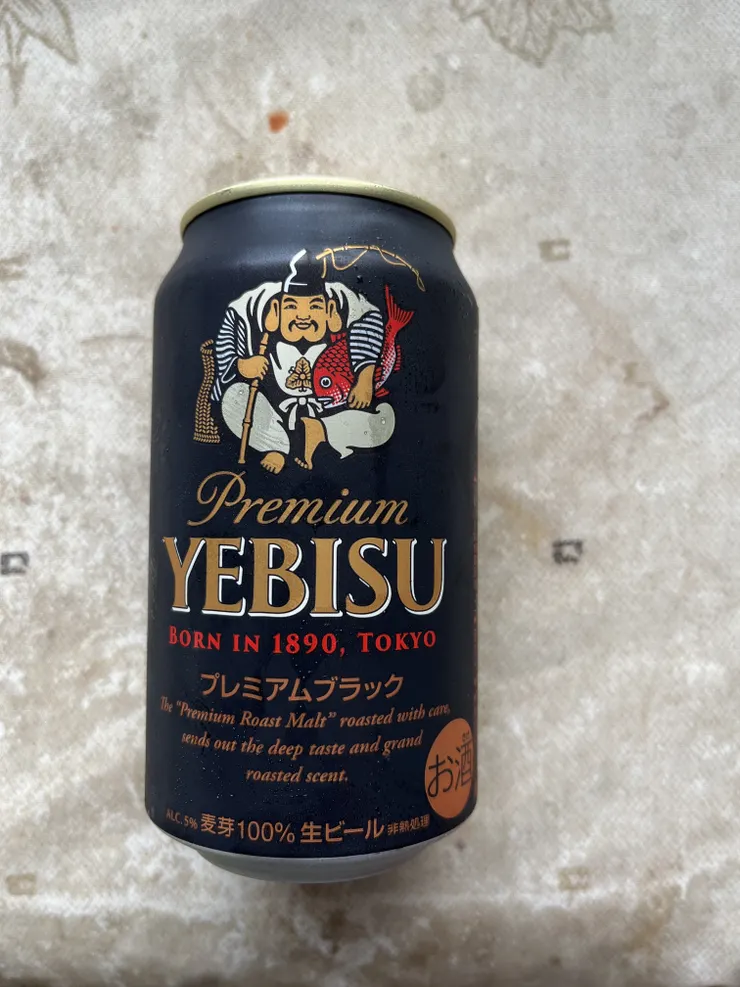 Premium
YEBISU
BORN IN 1890, TOKYO
プレミアムブラック
The "Premium Roast Malt" roasted with care,
sends out the deep taste and grand
roasted scent.
お酒
ALC.5% 麦芽100% 生ビール 非熱処理